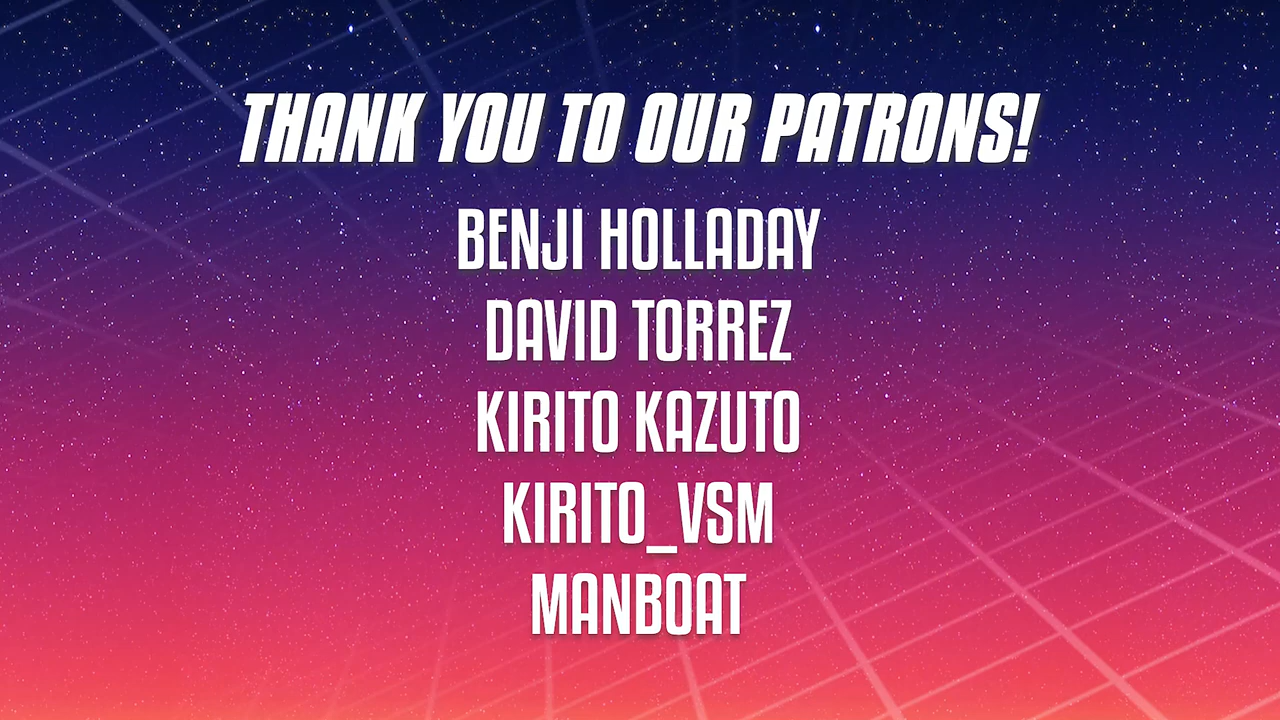 THANK YOU TO OUR PATRONS!
BENJI HOLLADAY
DAVID TORREZ
KIRITO KAZUTO
KIRITO_VSM
MANBOAT